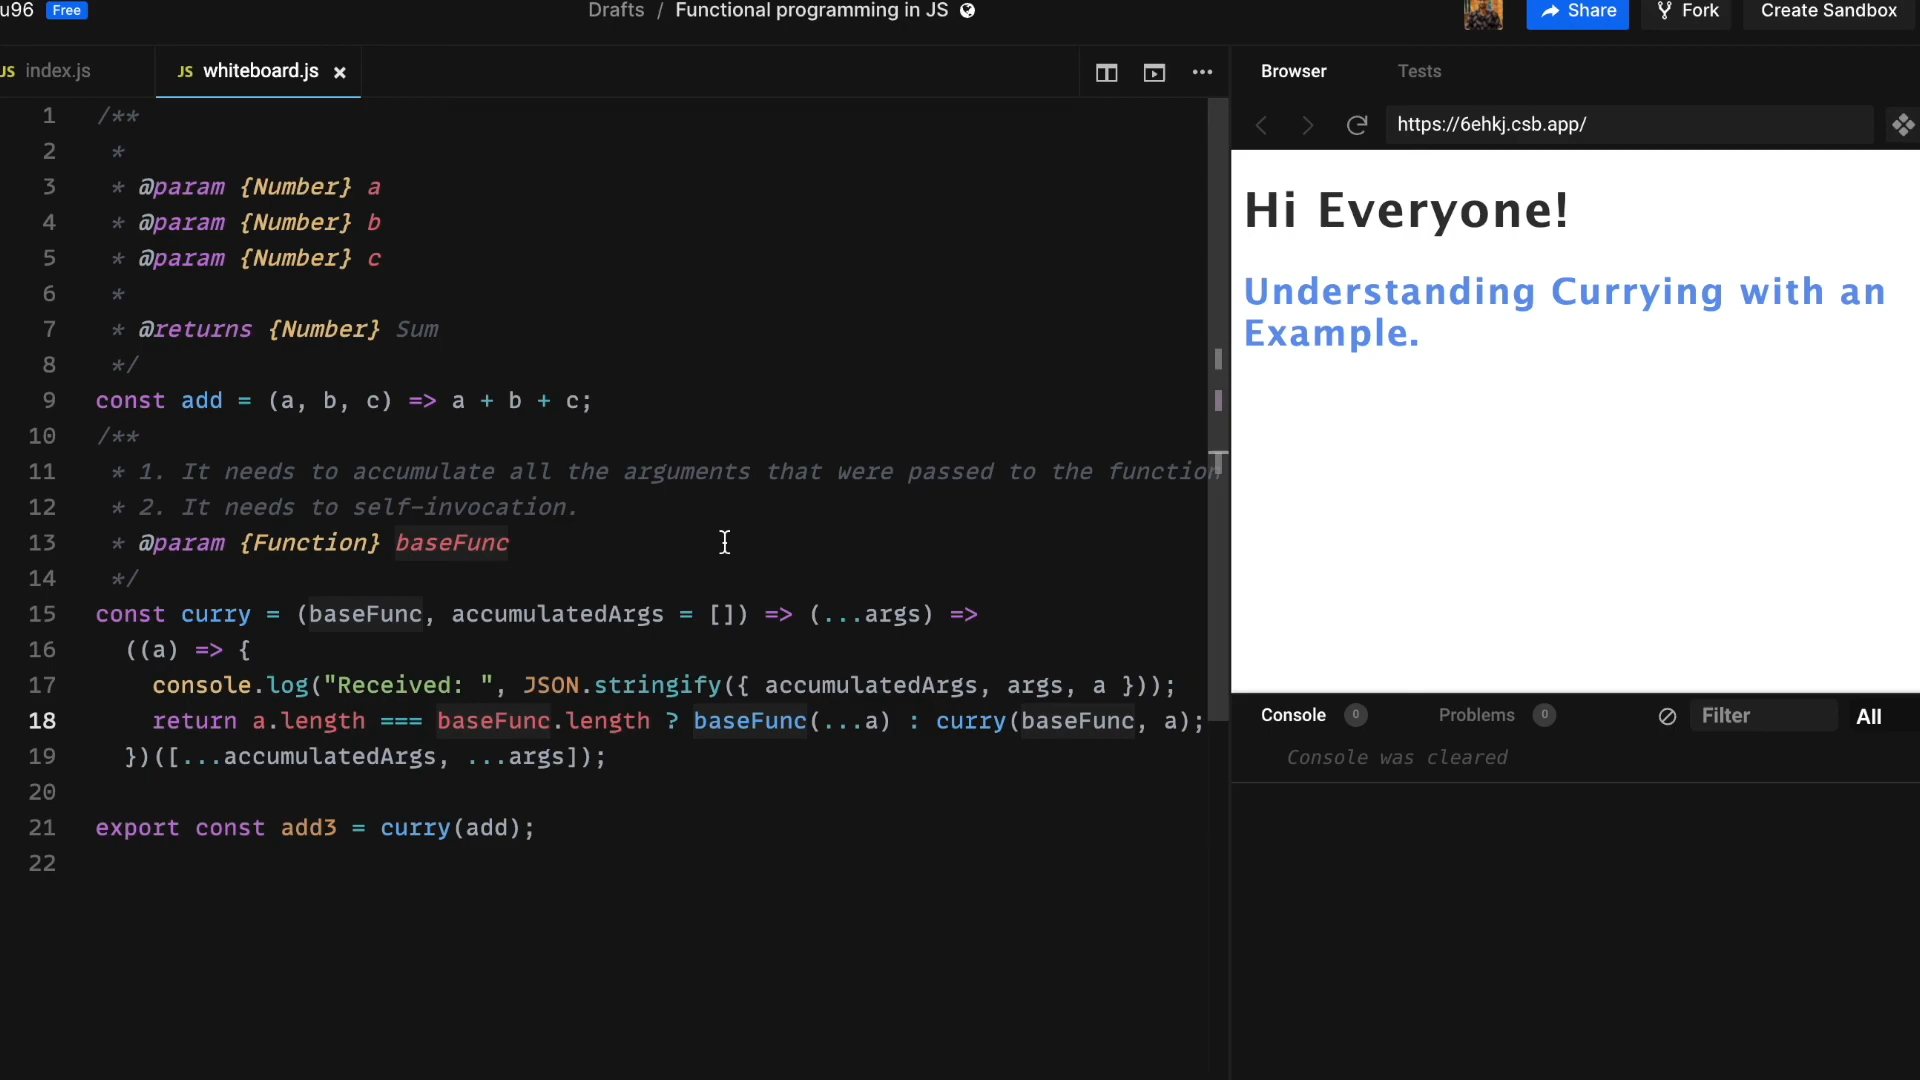 u96 Free
Drafts / Functional programming in JS
Share
Fork
Create Sandbox
JS index.js
JS whiteboard.js ×
Browser
Tests
https://6ehkj.csb.app/
1 /**
2  *
3  * @param {Number} a
4  * @param {Number} b
5  * @param {Number} c
6  *
7  * @returns {Number} Sum
8  */
9 const add = (a, b, c) => a + b + c;
10 /**
11  * 1. It needs to accumulate all the arguments that were passed to the function
12  * 2. It needs to self-invocation.
13  * @param {Function} baseFunc
14  */
15 const curry = (baseFunc, accumulatedArgs = []) => (...args) =>
16   ((a) => {
17     console.log("Received: ", JSON.stringify({ accumulatedArgs, args, a }));
18     return a.length === baseFunc.length ? baseFunc(...a) : curry(baseFunc, a);
19   })([...accumulatedArgs, ...args]);
20
21 export const add3 = curry(add);
22
Hi Everyone!
Understanding Currying with an
Example.
Console 0
Problems 0
Filter
All
Console was cleared